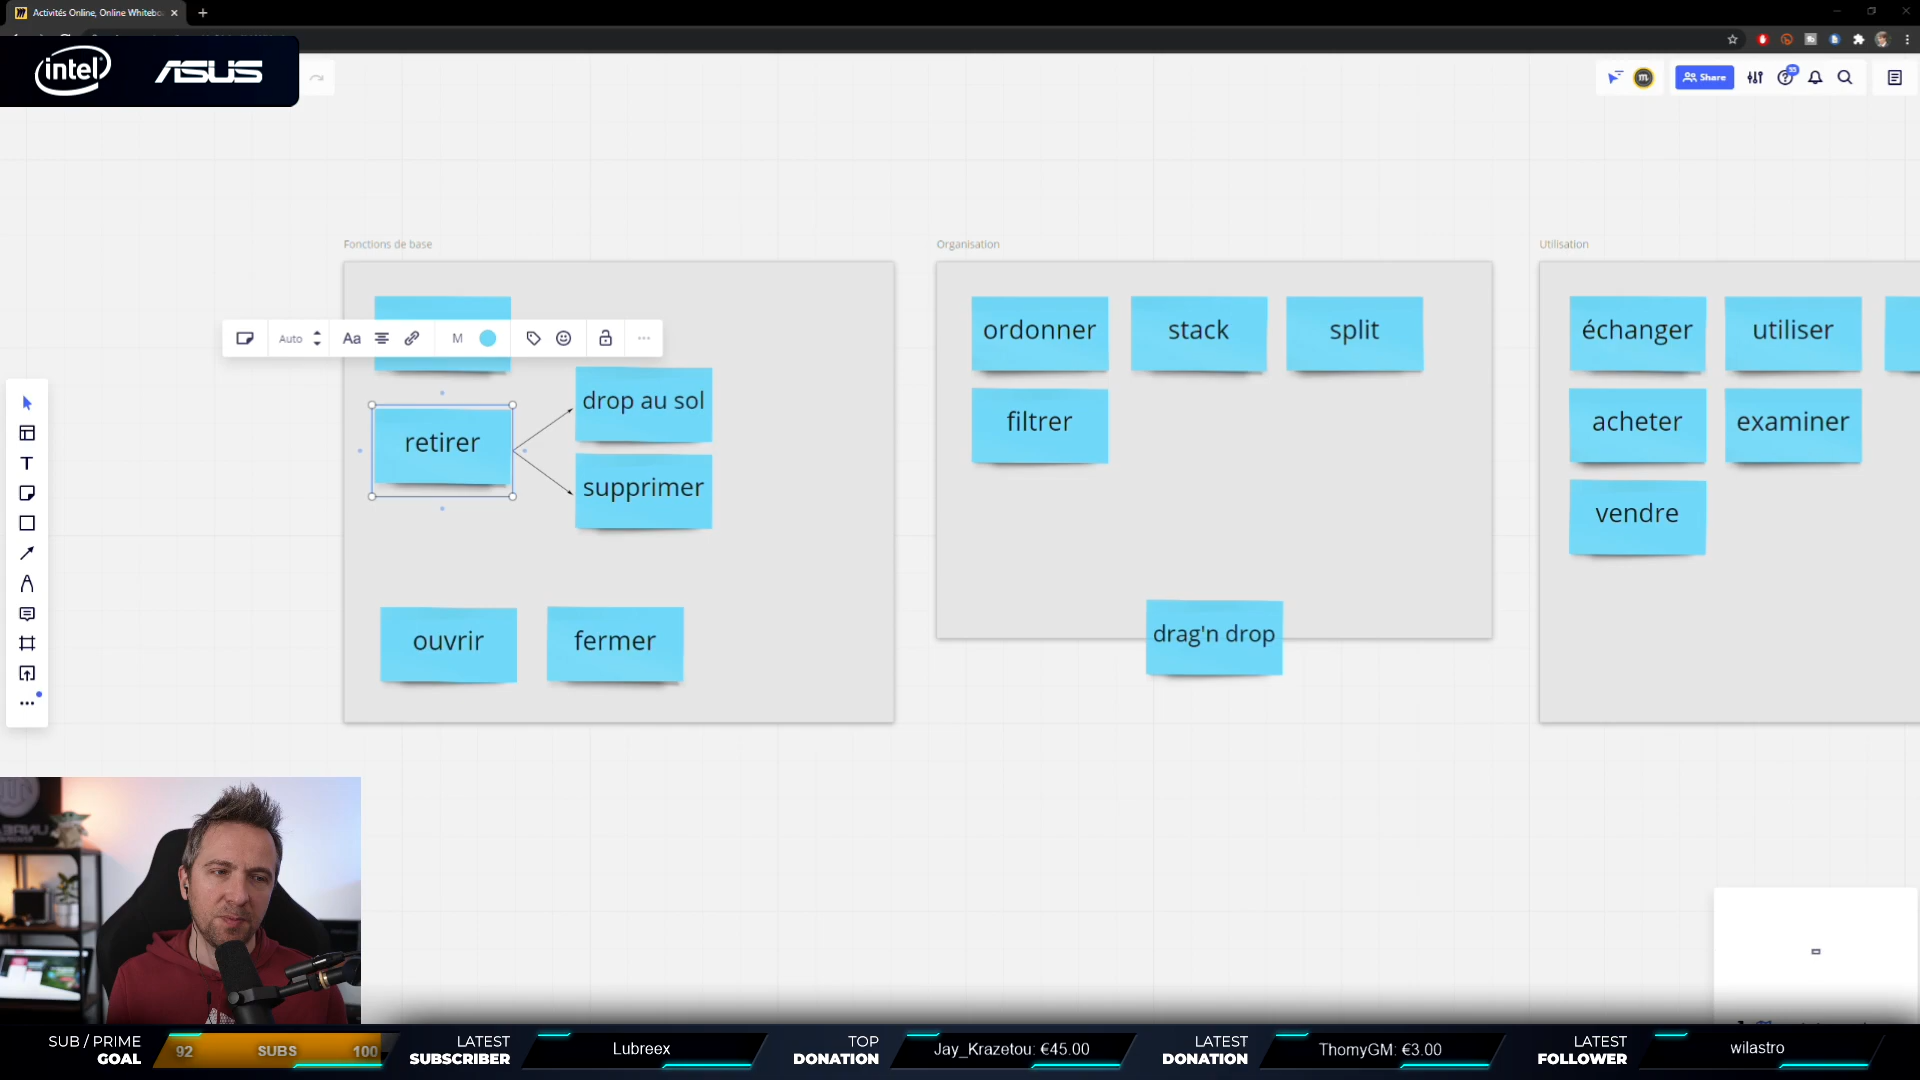 Activités Online, Online Whitebo
intel
ASUS
m
Share
Fonctions de base
Organisation
Utilisation
Auto
Aa
M
retirer
drop au sol
supprimer
ouvrir
fermer
ordonner
stack
split
filtrer
drag'n drop
échanger
utiliser
acheter
examiner
vendre
T
SUB / PRIME
GOAL
92
SUBS
100
LATEST
SUBSCRIBER
Lubreex
TOP
DONATION
Jay_Krazetou: €45.00
LATEST
DONATION
ThomyGM: €3.00
LATEST
FOLLOWER
wilastro